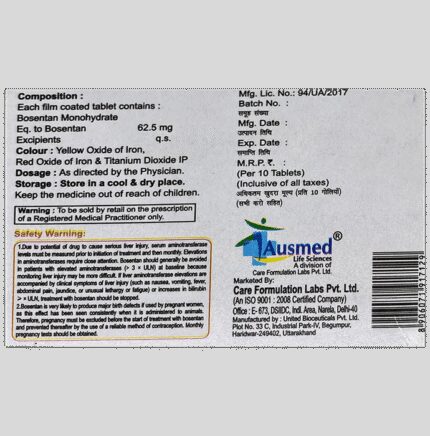 Composition :
Each film coated tablet contains :
Bosentan Monohydrate
Eq. to Bosentan 62.5 mg
Excipients q.s.
Colour : Yellow Oxide of Iron,
Red Oxide of Iron & Titanium Dioxide IP
Dosage : As directed by the Physician.
Storage : Store in a cool & dry place.
Keep the medicine out of reach of children.
Warning : To be sold by retail on the prescription
of a Registered Medical Practitioner only.
Safety Warning:
1.Due to potential of drug to cause serious liver injury, serum aminotransferase
levels must be measured prior to initiation of treatment and then monthly. Elevations
in aminotransferases require close attention. Bosentan should generally be avoided
in patients with elevated aminotransferases (> 3 × ULN) at baseline because
monitoring liver injury may be more difficult. If liver aminotransferase elevations are
accompanied by clinical symptoms of liver injury (such as nausea, vomiting, fever,
abdominal pain, jaundice, or unusual lethargy or fatigue) or increases in bilirubin
> × ULN, treatment with bosentan should be stopped.
2.Bosentan is very likely to produce major birth defects if used by pregnant women,
as this effect has been seen consistently when it is administered to animals.
Therefore, pregnancy must be excluded before the start of treatment with bosentan
and prevented thereafter by the use of a reliable method of contraception. Monthly
pregnancy tests should be obtained.
Mfg. Lic. No.: 94/UA/2017
Batch No. :
समूह संख्या
Mfg. Date :
उत्पादन तिथि
Exp. Date :
समाप्ति तिथि
M.R.P. ₹. :
(Per 10 Tablets)
(Inclusive of all taxes)
अधिकतम खुदरा मूल्य (प्रति 10 गोलियाँ)
(सभी करों सहित)
Ausmed®
Life Sciences
A division of
Care Formulation Labs Pvt. Ltd.
Marketed By:
Care Formulation Labs Pvt. Ltd.
(An ISO 9001 : 2008 Certified Company)
Office : E- 673, DSIIDC, Indl. Area, Narela, Delhi-40
Manufactured by : United Bioceuticals Pvt. Ltd.
Plot No. 33 C, Industrial Park-IV, Begumpur,
Haridwar-249402, Uttarakhand